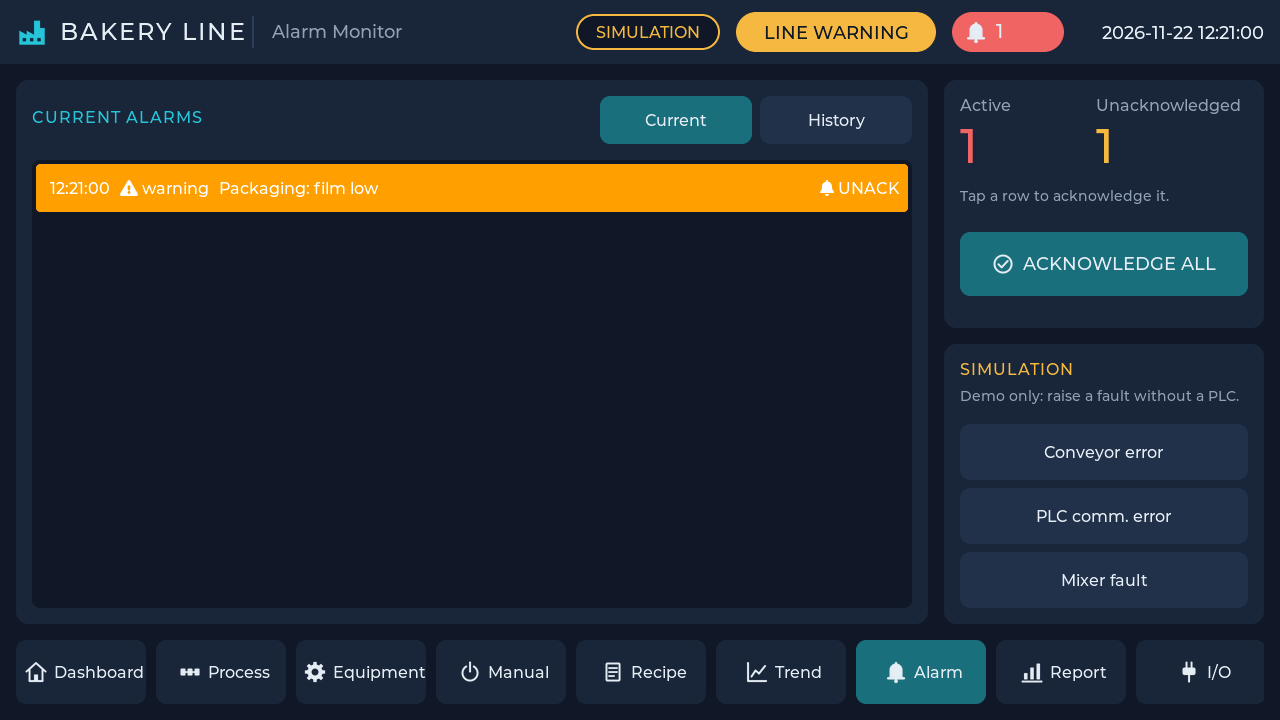 BAKERY LINE
Alarm Monitor
SIMULATION
LINE WARNING
1
2026-11-22 12:21:00
CURRENT ALARMS
Current
History
12:21:00 warning Packaging: film low UNACK
Active
Unacknowledged
1
1
Tap a row to acknowledge it.
ACKNOWLEDGE ALL
SIMULATION
Demo only: raise a fault without a PLC.
Conveyor error
PLC comm. error
Mixer fault
Dashboard
Process
Equipment
Manual
Recipe
Trend
Alarm
Report
I/O